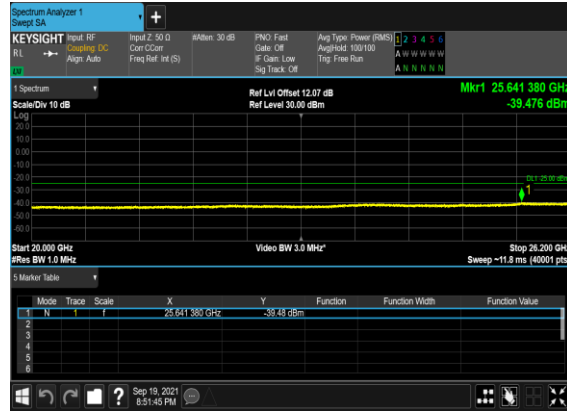 Spectrum Analyzer 1
Swept SA
+
KEYSIGHT Input: RF Input Z: 50 Ω #Atten: 30 dB PNO: Fast Avg Type: Power (RMS) 1 2 3 4 5 6
RL Coupling: DC Corr CCorr Gate: Off Avg|Hold: 100/100 A W W W W W
Align: Auto Freq Ref: Int (S) IF Gain: Low Trig: Free Run
Sig Track: Off A N N N N N
1 Spectrum Ref Lvl Offset 12.07 dB Mkr1 25.641 380 GHz
Scale/Div 10 dB Ref Level 30.00 dBm -39.476 dBm
Log
20.0
10.0
0.00
-10.0
-20.0
DL1 -25.00 dBm
-30.0
1
-40.0
-50.0
-60.0
Start 20.000 GHz Video BW 3.0 MHz* Stop 26.200 GHz
#Res BW 1.0 MHz Sweep ~11.8 ms (40001 pts)
5 Marker Table
Mode Trace Scale X Y Function Function Width Function Value
1 N 1 f 25.641 380 GHz -39.48 dBm
2
3
4
5
6
? Sep 19, 2021
8:51:45 PM